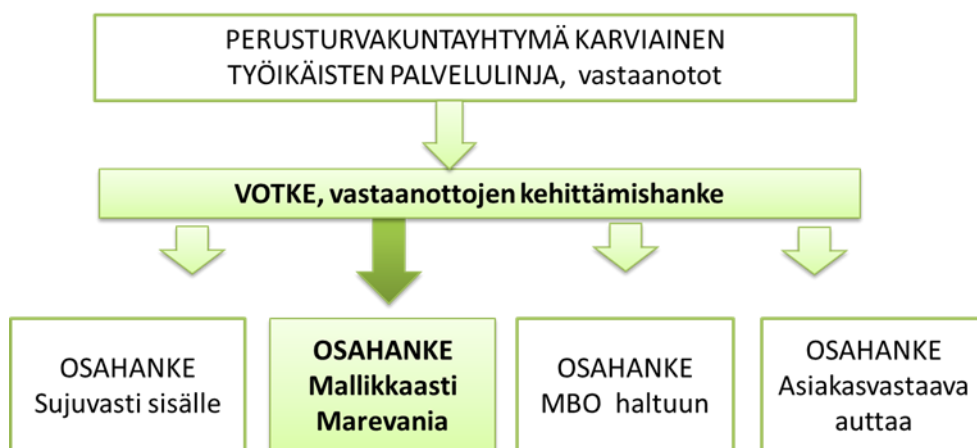 PERUSTURVAKUNTAYHTYMÄ KARVIAINEN
TYÖIKÄISTEN PALVELULINJA, vastaanotot
VOTKE, vastaanottojen kehittämishanke
OSAHANKE
Sujuvasti sisälle
OSAHANKE
Mallikkaasti
Marevania
OSAHANKE
MBO haltuun
OSAHANKE
Asiakasvastaava
auttaa